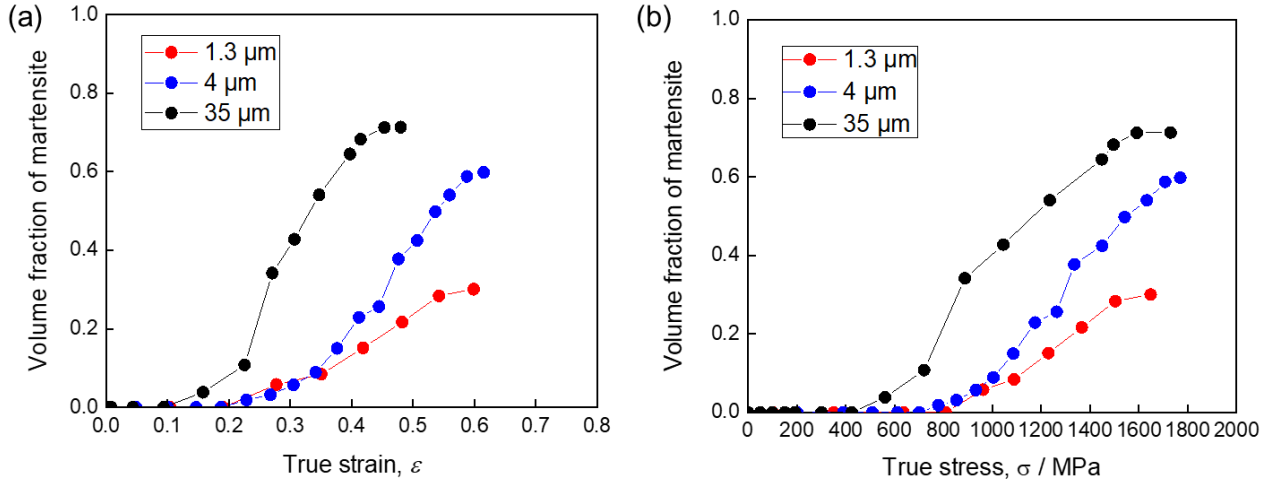 (a)
Volume fraction of martensite
1.0
0.8
0.6
0.4
0.2
0.0
1.3 µm
4 µm
35 µm
0.0 0.1 0.2 0.3 0.4 0.5 0.6 0.7 0.8
True strain, ε
(b)
Volume fraction of martensite
1.0
0.8
0.6
0.4
0.2
0.0
1.3 µm
4 µm
35 µm
0 200 400 600 800 1000 1200 1400 1600 1800 2000
True stress, σ / MPa